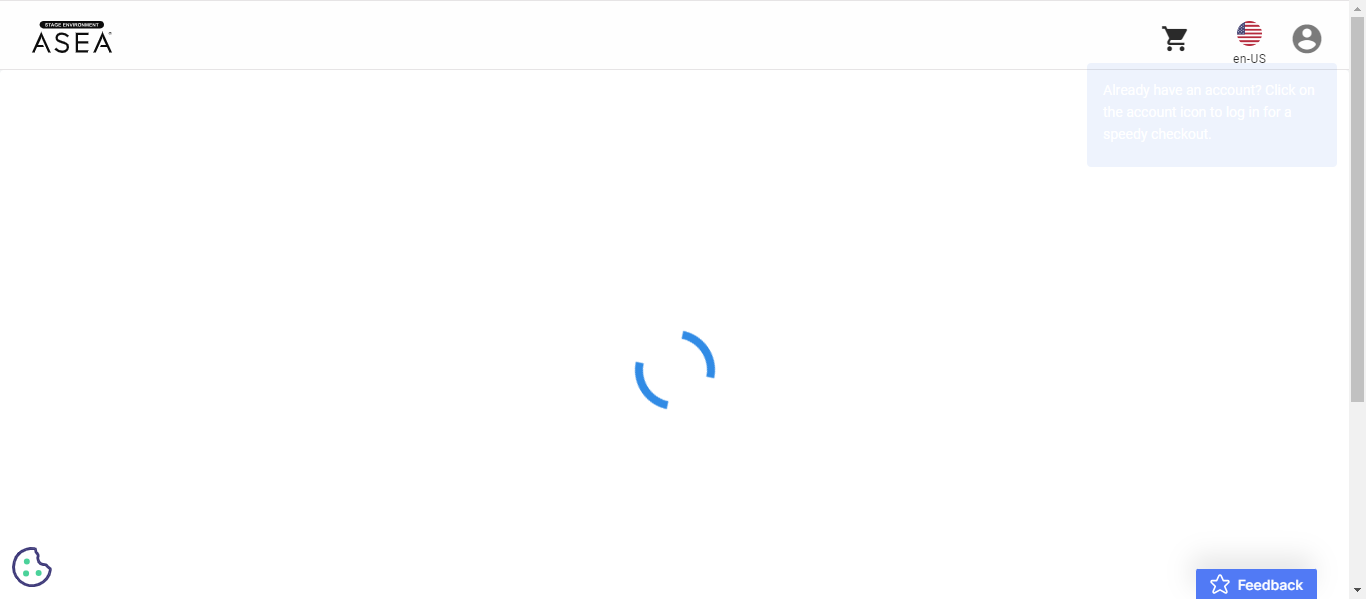 STAGE ENVIRONMENT
ASEA
en-US
Already have an account? Click on
the account icon to log in for a
speedy checkout.
Feedback